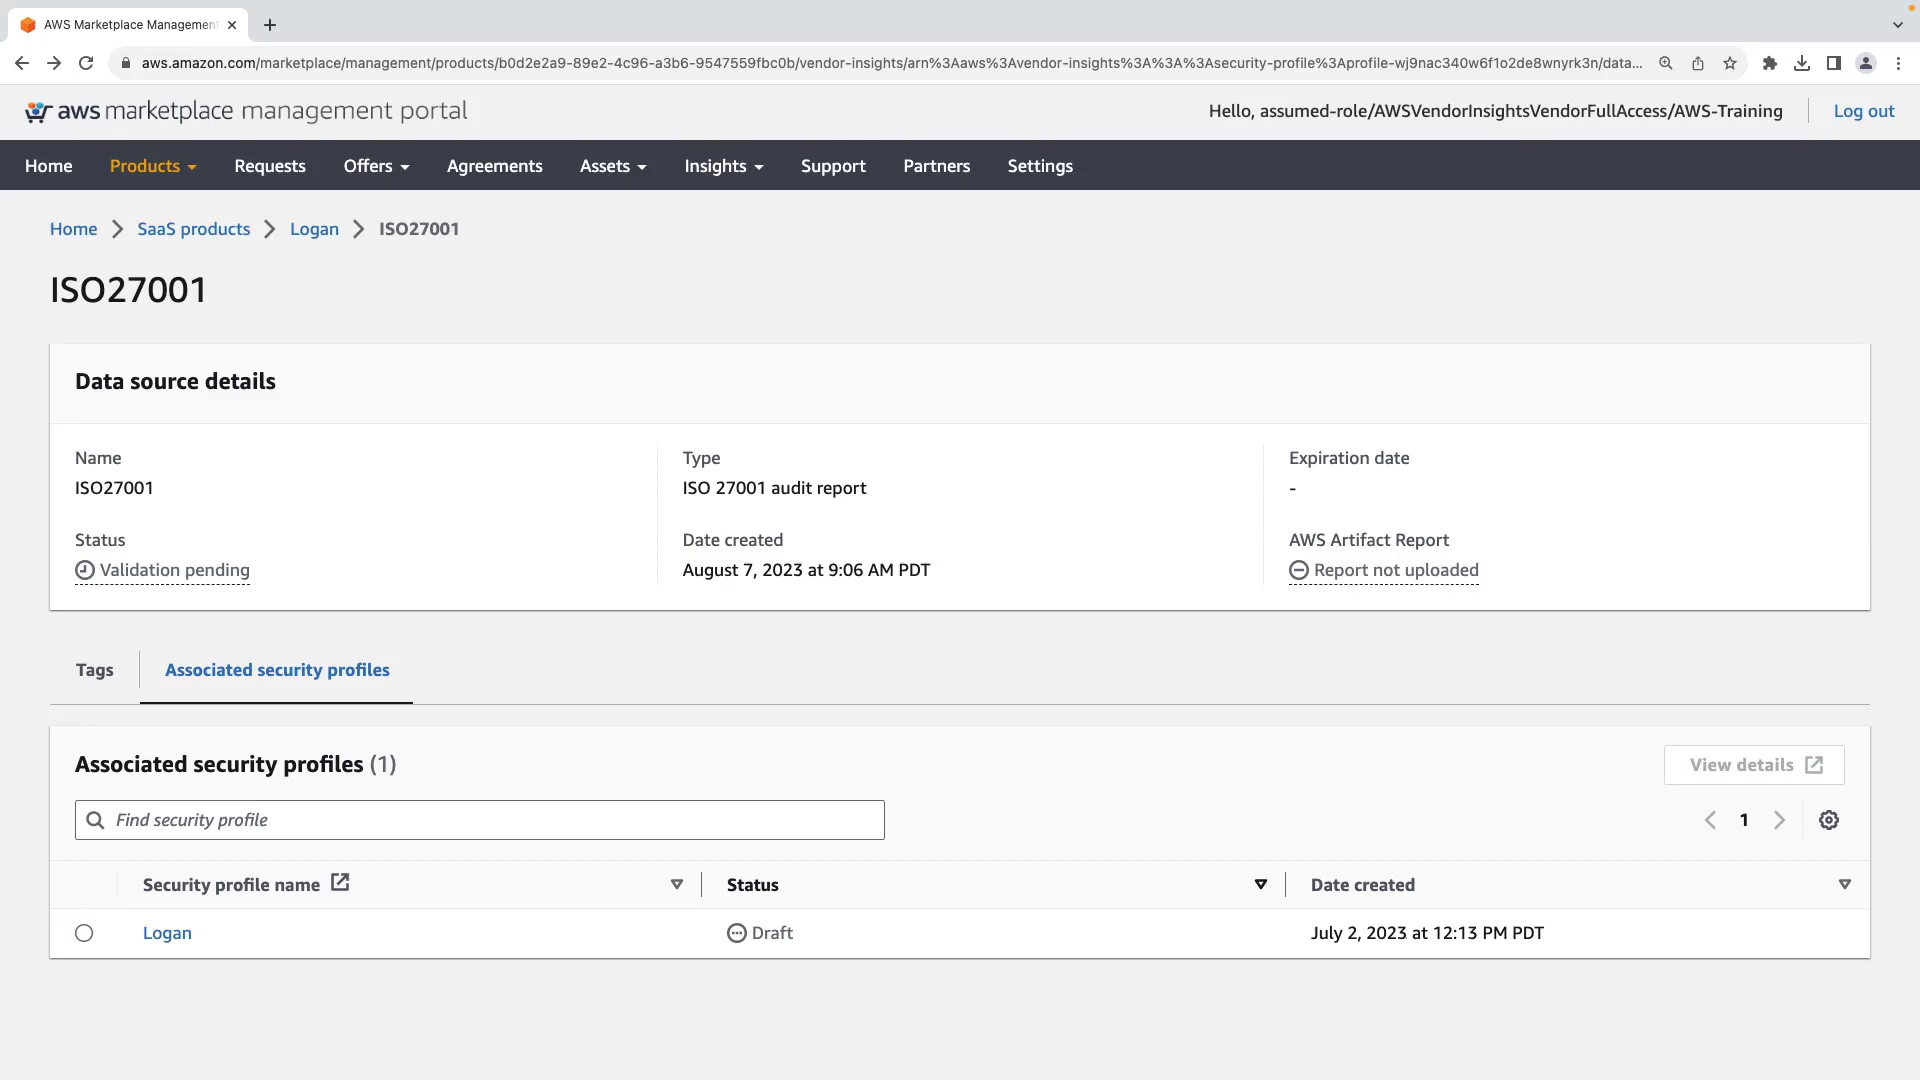 AWS Marketplace Management
aws.amazon.com/marketplace/management/products/b0d2e2a9-89e2-4c96-a3b6-9547559fbc0b/vendor-insights/arn%3Aaws%3Avendor-insights%3A%3A%3Asecurity-profile%3Aprofile-wj9nac340w6f1o2de8wnyrk3n/data...
aws marketplace management portal
Hello, assumed-role/AWSVendorInsightsVendorFullAccess/AWS-Training
Log out
Home Products Requests Offers Agreements Assets Insights Support Partners Settings
Home SaaS products Logan ISO27001
ISO27001
Data source details
Name
ISO27001
Type
ISO 27001 audit report
Expiration date
-
Status
Validation pending
Date created
August 7, 2023 at 9:06 AM PDT
AWS Artifact Report
Report not uploaded
Tags
Associated security profiles
Associated security profiles (1)
View details
Find security profile
1
Security profile name Status Date created
Logan Draft July 2, 2023 at 12:13 PM PDT